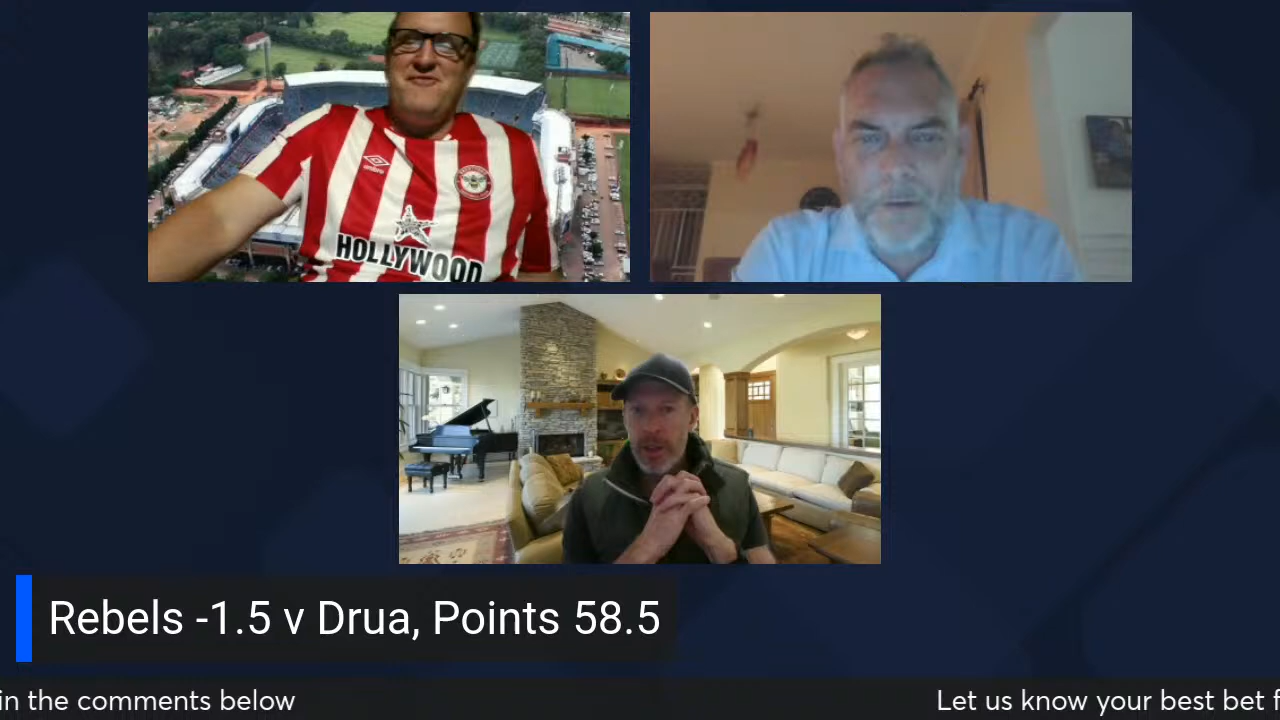 HOLLYWOOD
Rebels -1.5 v Drua, Points 58.5
in the comments below
Let us know your best bet f